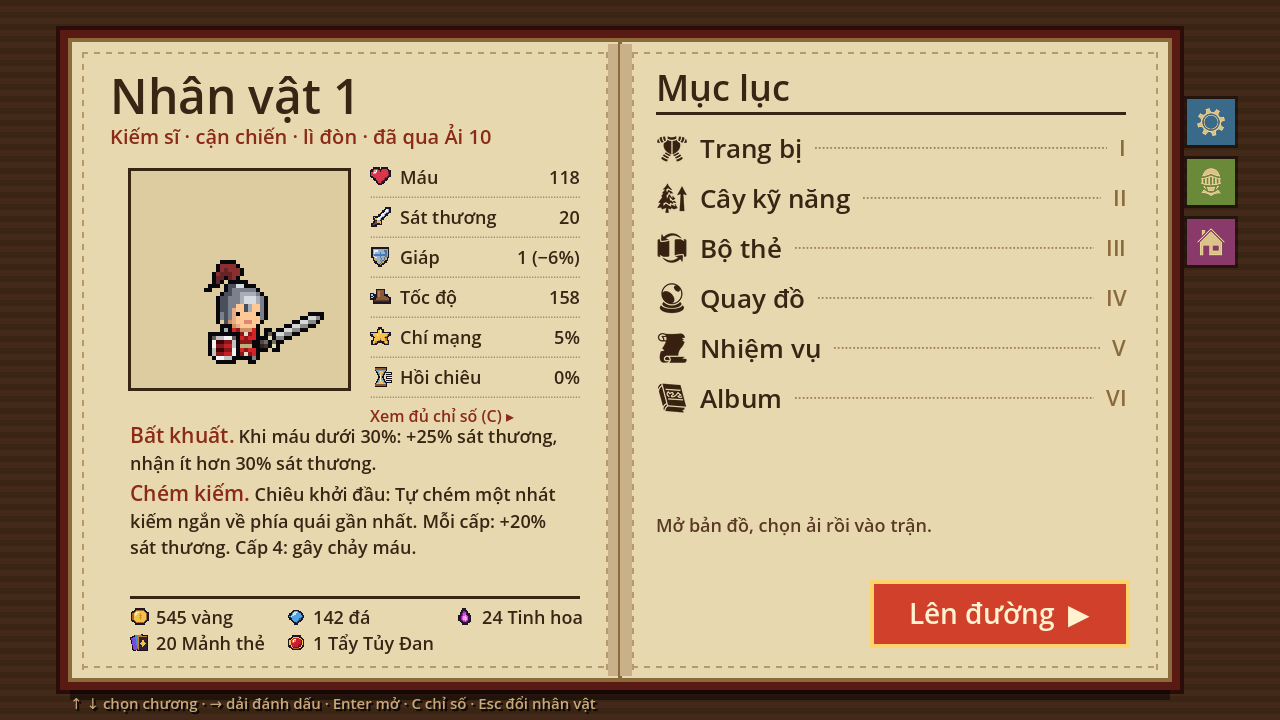 Nhân vật 1
Kiếm sĩ · cận chiến · lì đòn · đã qua Ải 10
Máu 118
Sát thương 20
Giáp 1 (−6%)
Tốc độ 158
Chí mạng 5%
Hồi chiêu 0%
Xem đủ chỉ số (C) ▸
Bất khuất. Khi máu dưới 30%: +25% sát thương,
nhận ít hơn 30% sát thương.
Chém kiếm. Chiêu khởi đầu: Tự chém một nhát
kiếm ngắn về phía quái gần nhất. Mỗi cấp: +20%
sát thương. Cấp 4: gây chảy máu.
545 vàng 142 đá 24 Tinh hoa
20 Mảnh thẻ 1 Tẩy Tủy Đan
Mục lục
Trang bị I
Cây kỹ năng II
Bộ thẻ III
Quay đồ IV
Nhiệm vụ V
Album VI
Mở bản đồ, chọn ải rồi vào trận.
Lên đường ▶
↑ ↓ chọn chương · → dải đánh dấu · Enter mở · C chỉ số · Esc đổi nhân vật